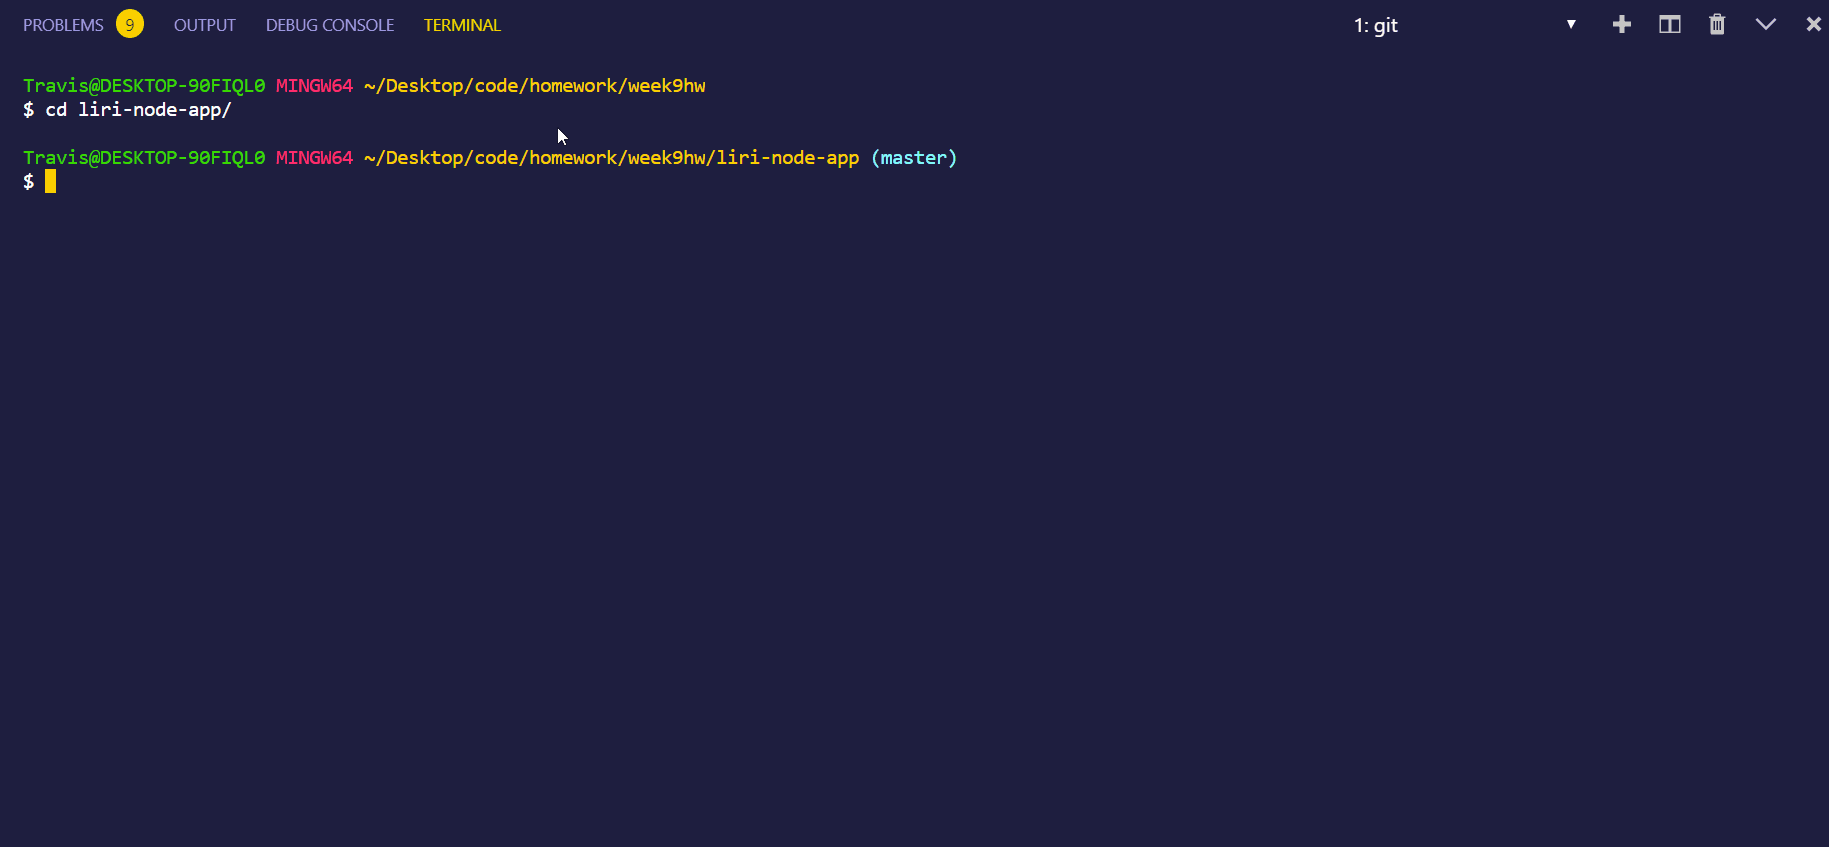 PROBLEMS 9 OUTPUT DEBUG CONSOLE TERMINAL 1: git
Travis@DESKTOP-90FIQL0 MINGW64 ~/Desktop/code/homework/week9hw
$ cd liri-node-app/
Travis@DESKTOP-90FIQL0 MINGW64 ~/Desktop/code/homework/week9hw/liri-node-app (master)
$